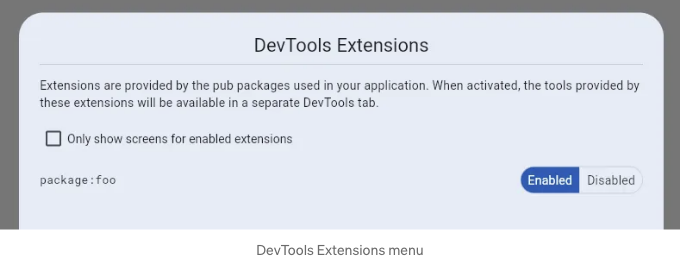 DevTools Extensions
Extensions are provided by the pub packages used in your application. When activated, the tools provided by
these extensions will be available in a separate DevTools tab.
Only show screens for enabled extensions
package:foo Enabled Disabled
DevTools Extensions menu